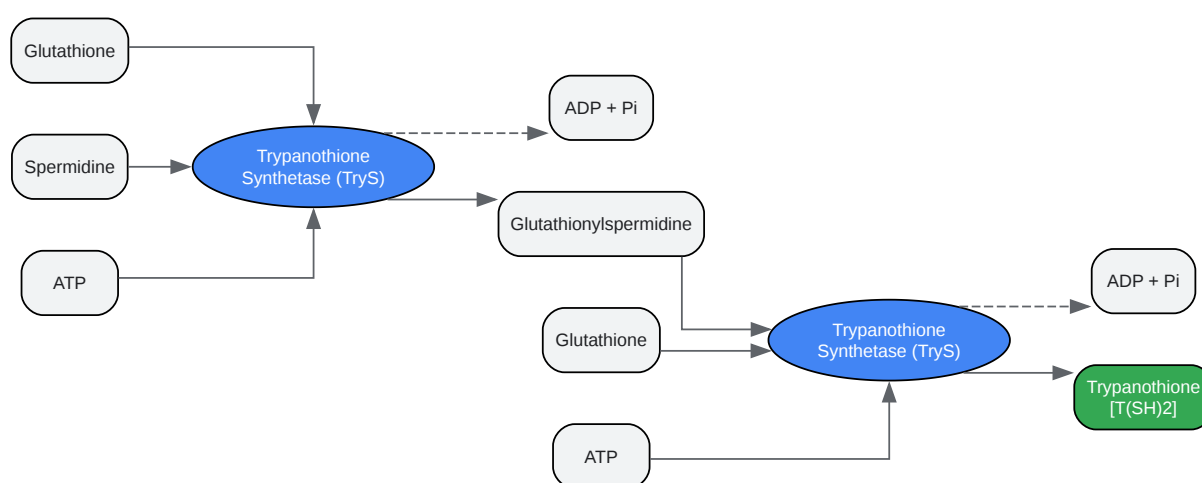 Glutathione
ADP + Pi
Spermidine
Trypanothione
Synthetase (TryS)
Glutathionylspermidine
ATP
ADP + Pi
Glutathione
Trypanothione
Synthetase (TryS)
Trypanothione
[T(SH)2]
ATP